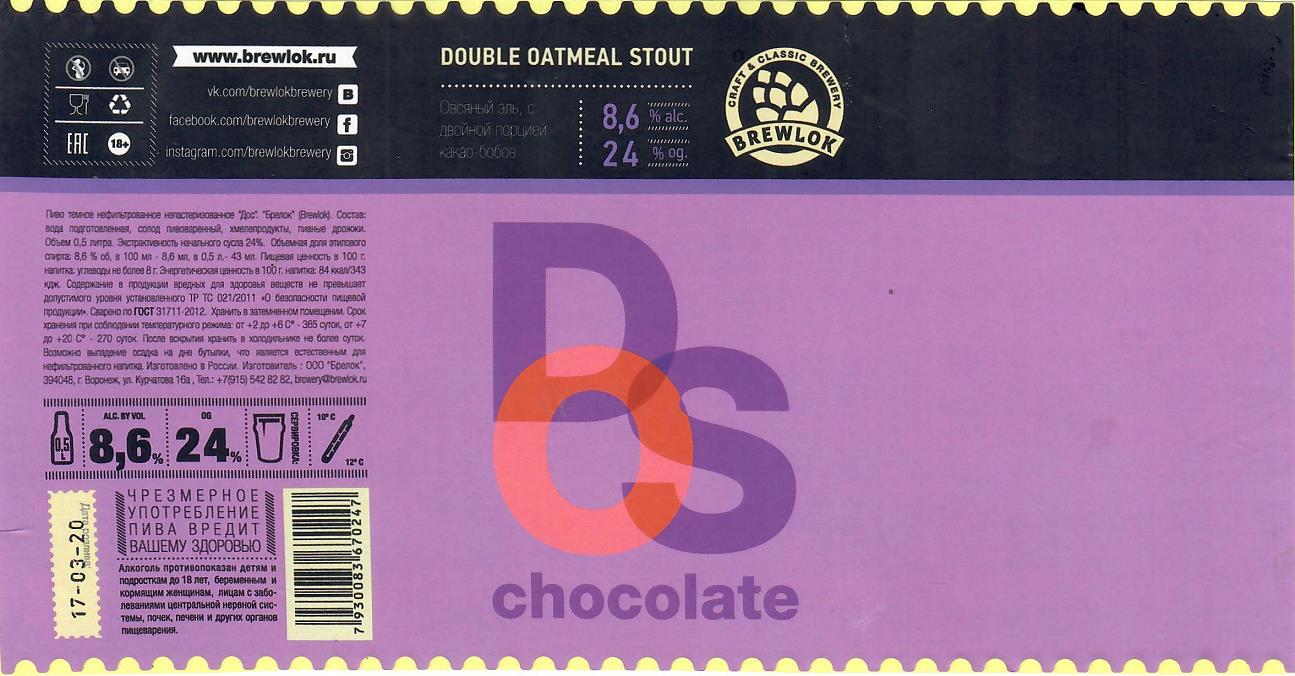 www.brewlok.ru
vk.com/brewlokbrewery
facebook.com/brewlokbrewery
instagram.com/brewlokbrewery
EAC
18+
DOUBLE OATMEAL STOUT
Овсяный эль, с
двойной порцией
какао-бобов
8,6 % alc.
24 % og.
CRAFT & CLASSIC BREWERY
BREWLOK
Пиво темное нефильтрованное непастеризованное "Дос". "Брелок" (Brewlok). Состав:
вода подготовленная, солод пивоваренный, хмелепродукты, пивные дрожжи.
Объем 0,5 литра. Экстрактивность начального сусла 24%. Объемная доля этилового
спирта: 8,6 % об, в 100 мл - 8,6 мл, в 0,5 л.- 43 мл. Пищевая ценность в 100 г.
напитка: углеводы не более 8 г. Энергетическая ценность в 100 г. напитка: 84 ккал/343
кдж. Содержание в продукции вредных для здоровья веществ не превышает
допустимого уровня установленного ТР ТС 021/2011 «О безопасности пищевой
продукции». Сварено по ГОСТ 31711-2012. Хранить в затемненном помещении. Срок
хранения при соблюдении температурного режима: от +2 до +6 С° - 365 суток, от +7
до +20 С° - 270 суток. После вскрытия хранить в холодильнике не более суток.
Возможно выпадение осадка на дне бутылки, что является естественным для
нефильтрованного напитка. Изготовлено в России. Изготовитель : ООО "Брелок",
394048, г. Воронеж, ул. Курчатова 16а , Тел.: +7(915) 542 82 82, brewery@brewlok.ru
0,5 L
ALC. BY VOL
8,6%
OG
24%
СЕРВИРОВКА:
10° C
12° C
Дата розлива:
17-03-20
ЧРЕЗМЕРНОЕ
УПОТРЕБЛЕНИЕ
ПИВА ВРЕДИТ
ВАШЕМУ ЗДОРОВЬЮ
Алкоголь противопоказан детям и
подросткам до 18 лет, беременным и
кормящим женщинам, лицам с забо-
леваниями центральной нервной сис-
темы, почек, печени и других органов
пищеварения.
7930083670247
DOS
chocolate